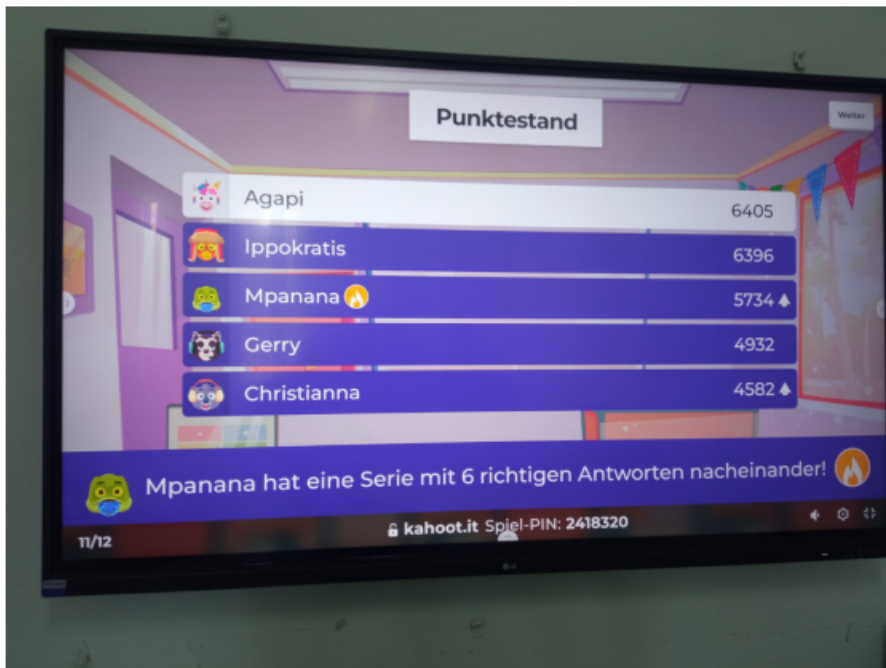 Punktestand
Weiter
Agapi 6405
Ippokratis 6396
Mpanana 5734
Gerry 4932
Christianna 4582
Mpanana hat eine Serie mit 6 richtigen Antworten nacheinander!
11/12
kahoot.it Spiel-PIN: 2418320
LG